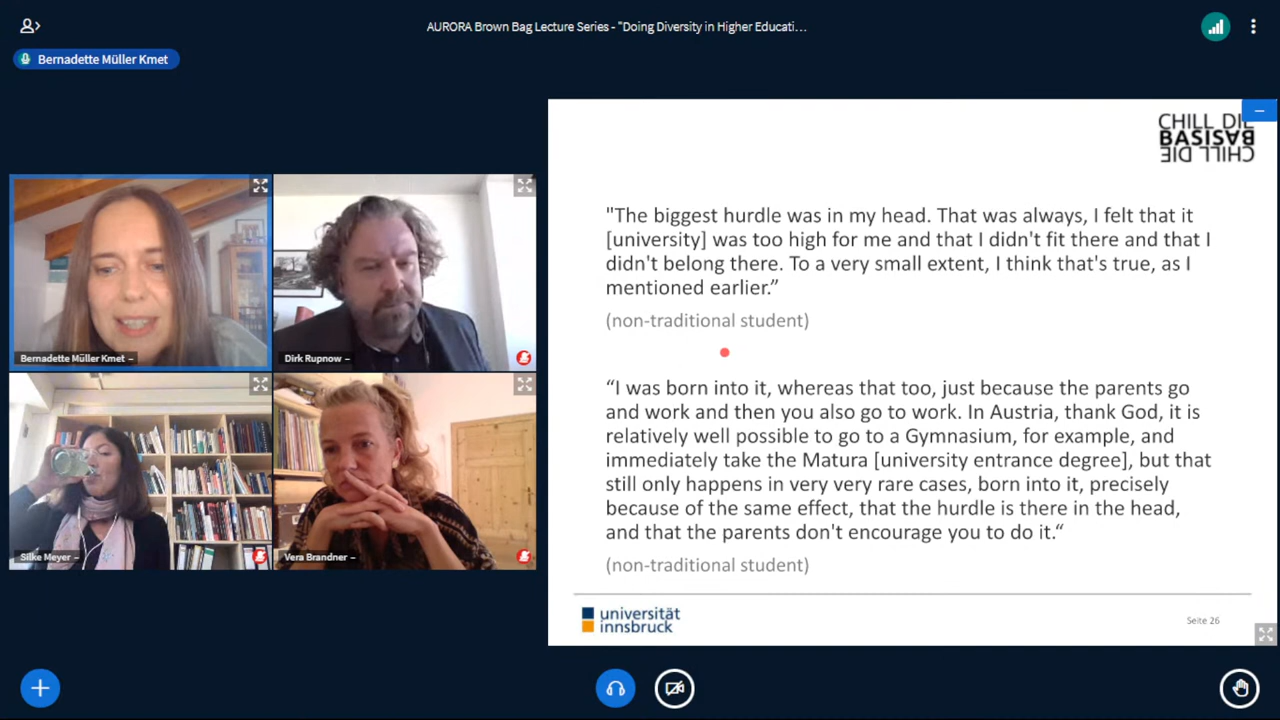 AURORA Brown Bag Lecture Series - "Doing Diversity in Higher Educati...
Bernadette Müller Kmet
Bernadette Müller Kmet –
Dirk Rupnow –
Silke Meyer –
Vera Brandner –
CHILL DIE
BASISAB
CHILL DIE
"The biggest hurdle was in my head. That was always, I felt that it
[university] was too high for me and that I didn't fit there and that I
didn't belong there. To a very small extent, I think that's true, as I
mentioned earlier.”
(non-traditional student)
“I was born into it, whereas that too, just because the parents go
and work and then you also go to work. In Austria, thank God, it is
relatively well possible to go to a Gymnasium, for example, and
immediately take the Matura [university entrance degree], but that
still only happens in very very rare cases, born into it, precisely
because of the same effect, that the hurdle is there in the head,
and that the parents don't encourage you to do it.“
(non-traditional student)
universität
innsbruck
Seite 26